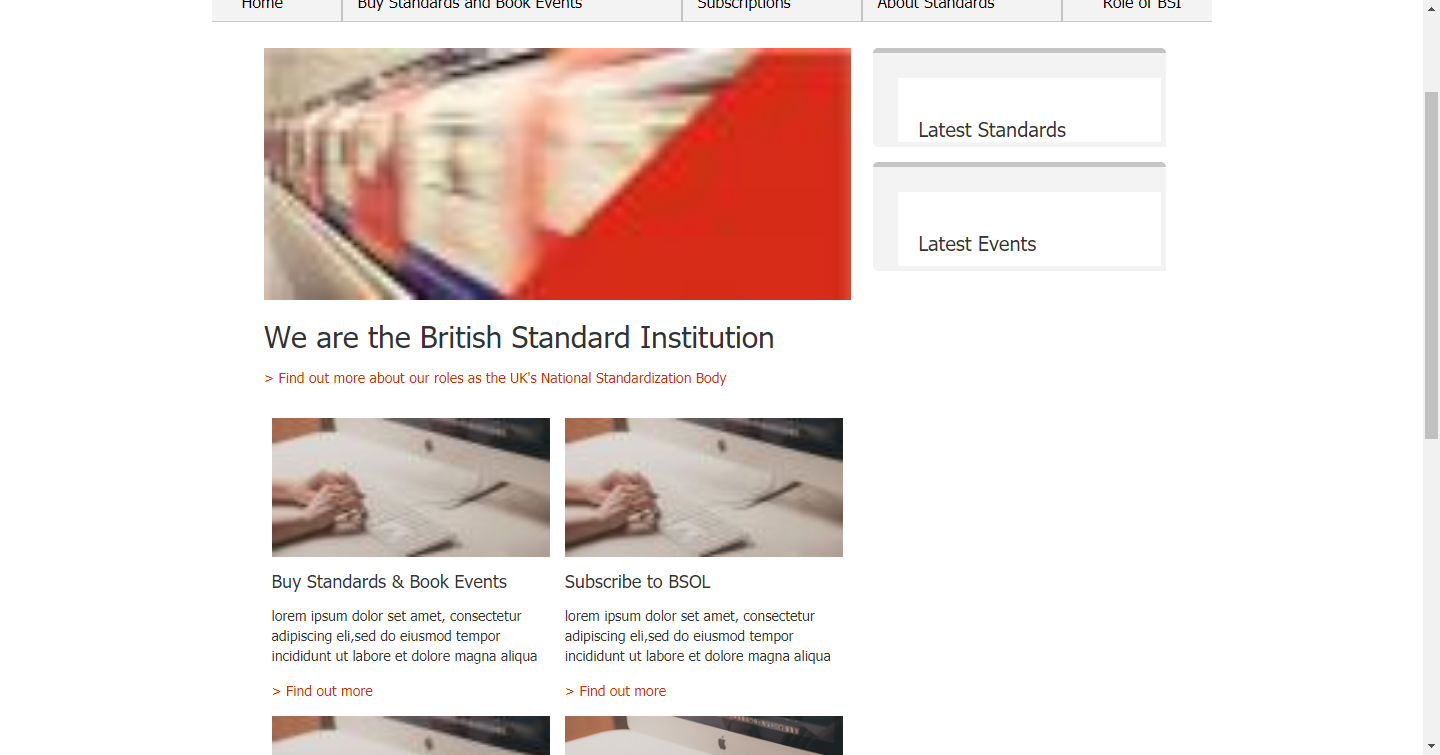 Home
Buy Standards and Book Events
Subscriptions
About Standards
Role of BSI
Latest Standards
Latest Events
We are the British Standard Institution
> Find out more about our roles as the UK's National Standardization Body
Buy Standards & Book Events
lorem ipsum dolor set amet, consectetur
adipiscing eli,sed do eiusmod tempor
incididunt ut labore et dolore magna aliqua
> Find out more
Subscribe to BSOL
lorem ipsum dolor set amet, consectetur
adipiscing eli,sed do eiusmod tempor
incididunt ut labore et dolore magna aliqua
> Find out more